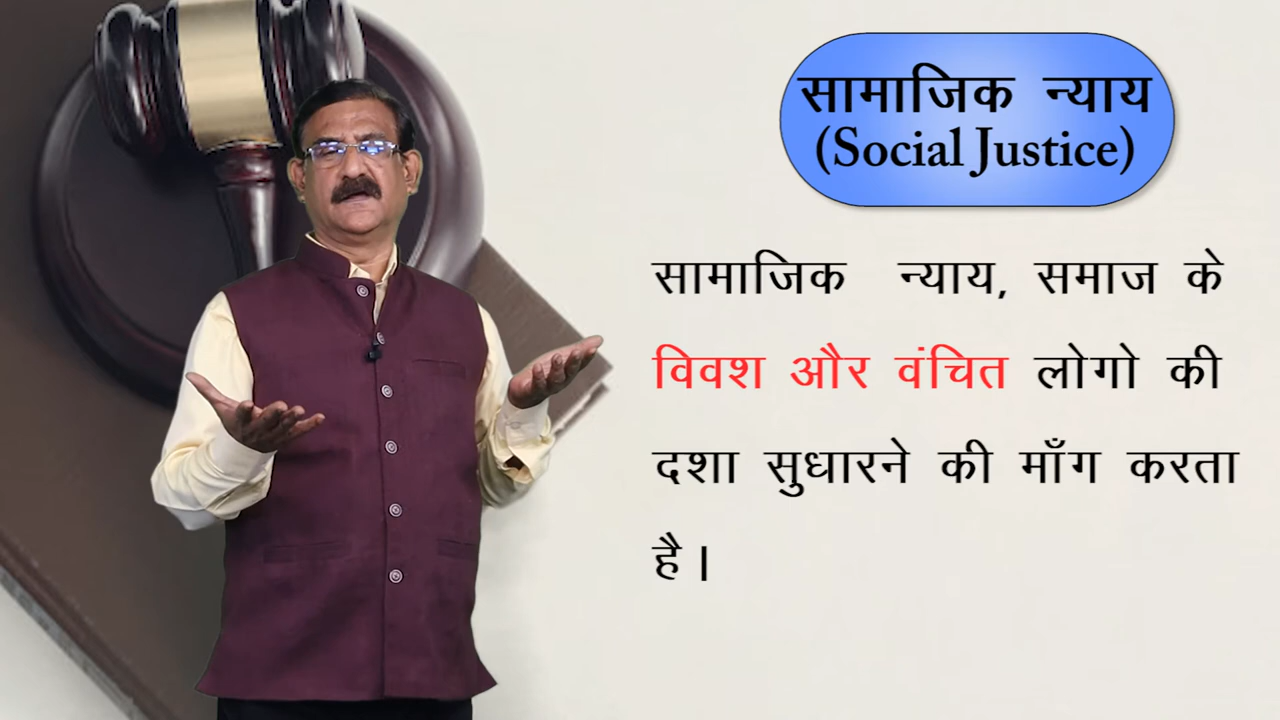 सामाजिक न्याय
(Social Justice)
सामाजिक न्याय, समाज के
विवश और वंचित लोगो की
दशा सुधारने की माँग करता
है।